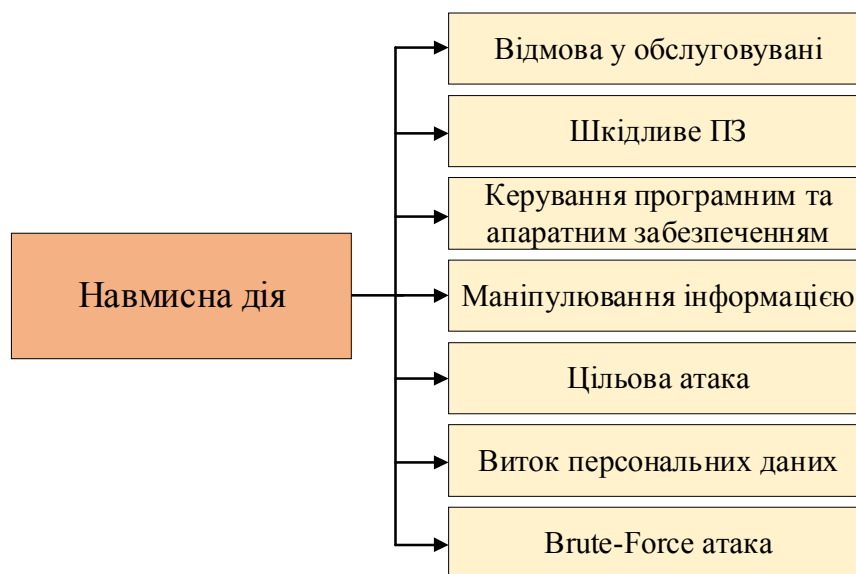 Відмова у обслуговувані
Шкідливе ПЗ
Керування програмним та
апаратним забезпеченням
Навмисна дія
Маніпулювання інформацією
Цільова атака
Виток персональних даних
Brute-Force атака